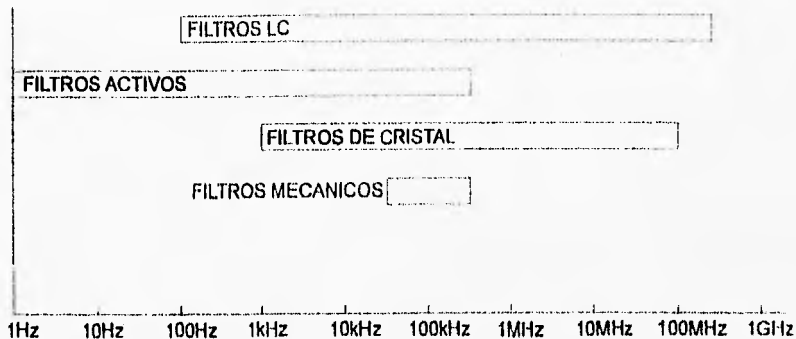 FILTROS LC
FILTROS ACTIVOS
FILTROS DE CRISTAL
FILTROS MECANICOS
1Hz 10Hz 100Hz 1kHz 10kHz 100kHz 1MHz 10MHz 100MHz 1GHz